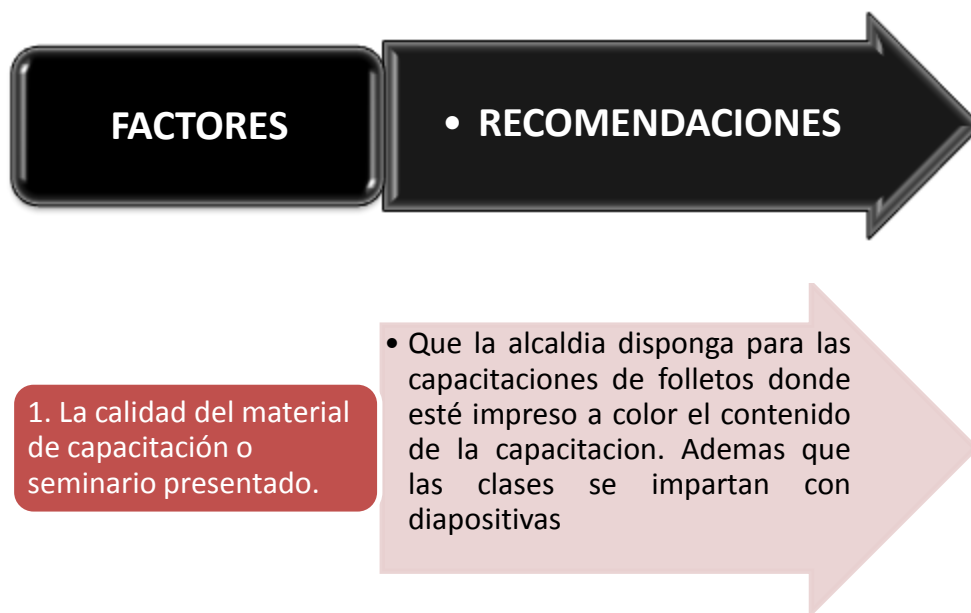 FACTORES
• RECOMENDACIONES
• Que la alcaldia disponga para las
capacitaciones de folletos donde
esté impreso a color el contenido
de la capacitacion. Ademas que
las clases se impartan con
diapositivas
1. La calidad del material
de capacitación o
seminario presentado.